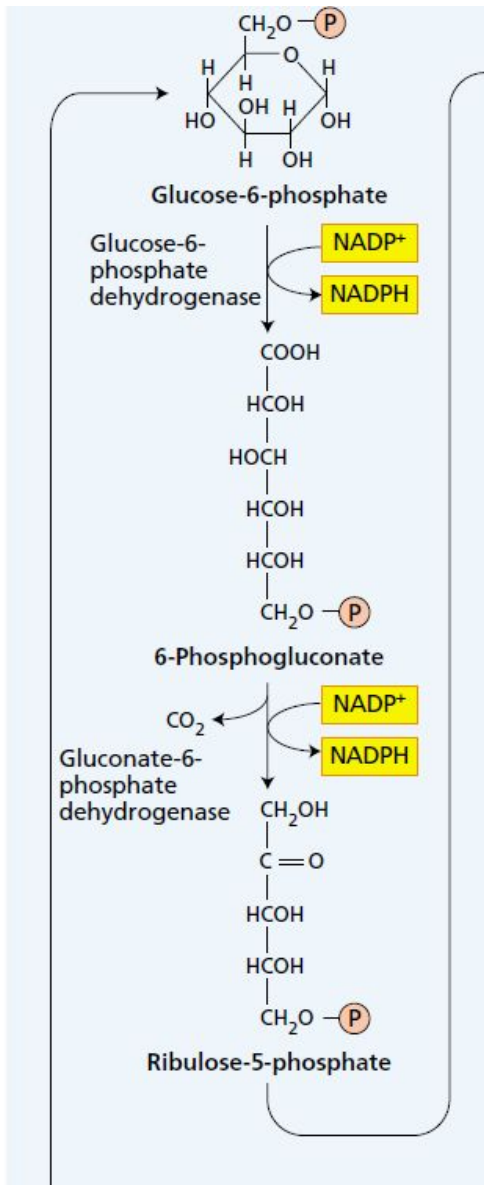 CH2O P
O
H H H
H
OH H
HO OH
H OH
Glucose-6-phosphate
Glucose-6-
phosphate
dehydrogenase
NADP+
NADPH
COOH
HCOH
HOCH
HCOH
HCOH
CH2O P
6-Phosphogluconate
CO2
NADP+
NADPH
Gluconate-6-
phosphate
dehydrogenase
CH2OH
C=O
HCOH
HCOH
CH2O P
Ribulose-5-phosphate